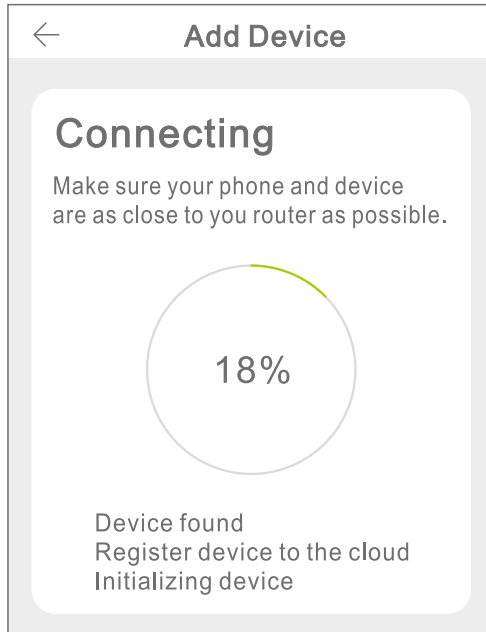 Add Device
Connecting
Make sure your phone and device
are as close to you router as possible.
18%
Device found
Register device to the cloud
Initializing device